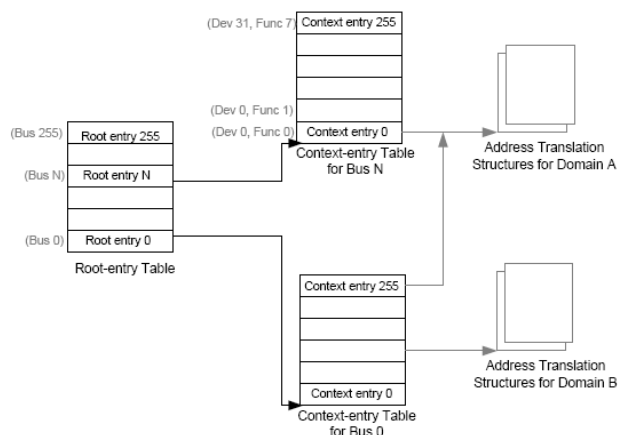 (Dev 31, Func 7)
Context entry 255
(Dev 0, Func 1)
(Dev 0, Func 0)
Context entry 0
Context-entry Table
for Bus N
Address Translation
Structures for Domain A
(Bus 255)
Root entry 255
(Bus N)
Root entry N
(Bus 0)
Root entry 0
Root-entry Table
Context entry 255
Context entry 0
Context-entry Table
for Bus 0
Address Translation
Structures for Domain B